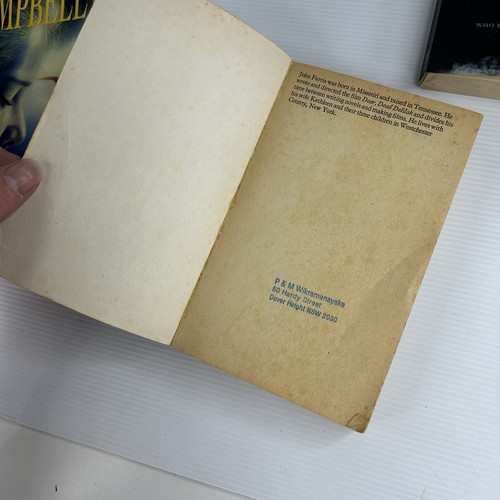 MPBELL
WHO
John Farris was born in Missouri and raised in Tennessee. He
wrote and directed the film Dear, Dead Delilah and divides his
time between writing novels and making films. He lives with
his wife Kathleen and their three children in Westchester
County, New York.
P & M Wikramanayaka
50 Hardy Street
Dover Height NSW 2030